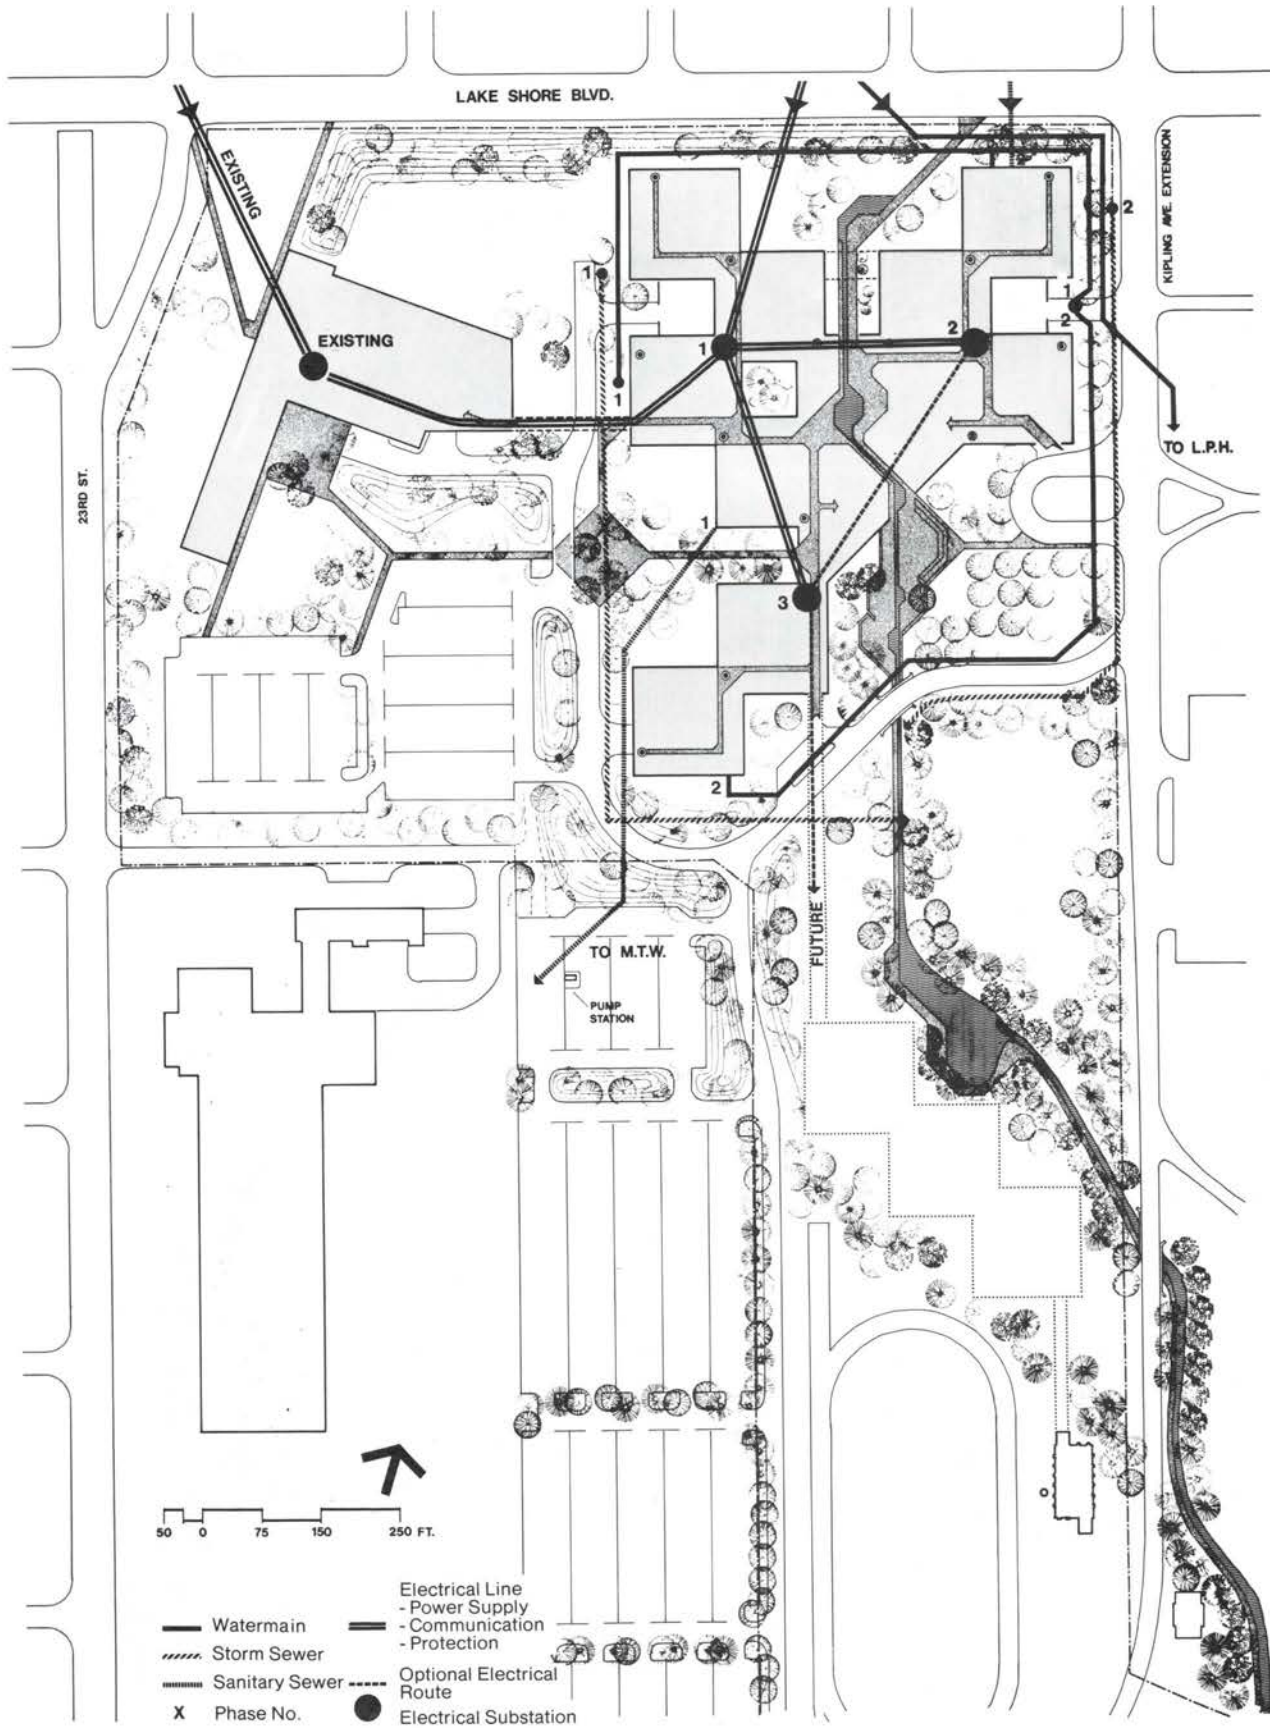 LAKE SHORE BLVD.
KIPLING AVE. EXTENSION
EXISTING
2
1
1
2
EXISTING
1
2
1
TO L.P.H.
23RD ST.
1
3
2
FUTURE
TO M.T.W.
PUMP
STATION
50 0 75 150 250 FT.
Watermain
Storm Sewer
Sanitary Sewer
X Phase No.
Electrical Line
- Power Supply
- Communication
- Protection
Optional Electrical
Route
Electrical Substation